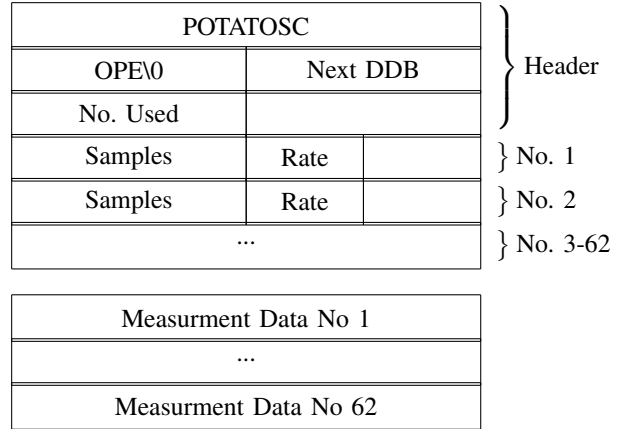 POTATOSC
OPE\0 Next DDB
No. Used
Header
Samples Rate
} No. 1
Samples Rate
} No. 2
...
} No. 3-62
Measurment Data No 1
...
Measurment Data No 62